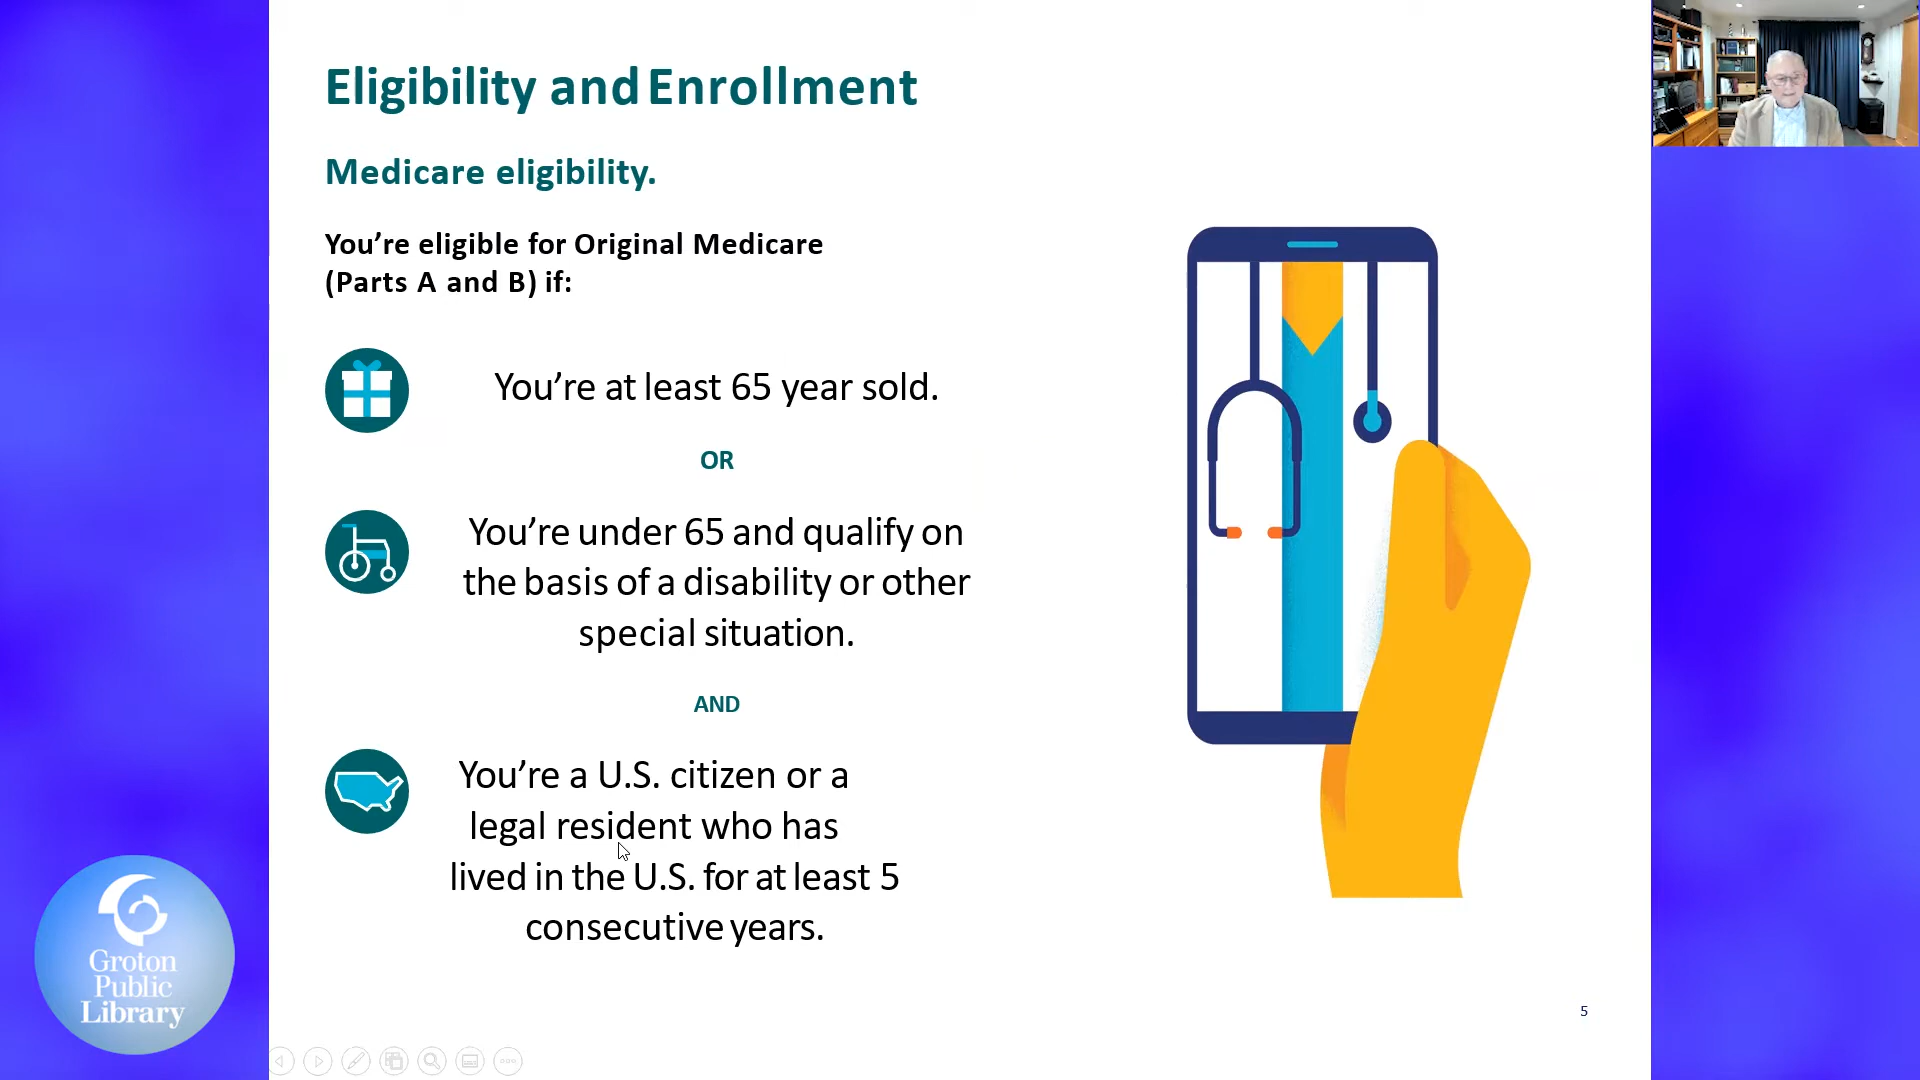 Eligibility and Enrollment
Medicare eligibility.
You’re eligible for Original Medicare
(Parts A and B) if:
You’re at least 65 year sold.
OR
You’re under 65 and qualify on
the basis of a disability or other
special situation.
AND
You’re a U.S. citizen or a
legal resident who has
lived in the U.S. for at least 5
consecutive years.
Groton
Public
Library
5